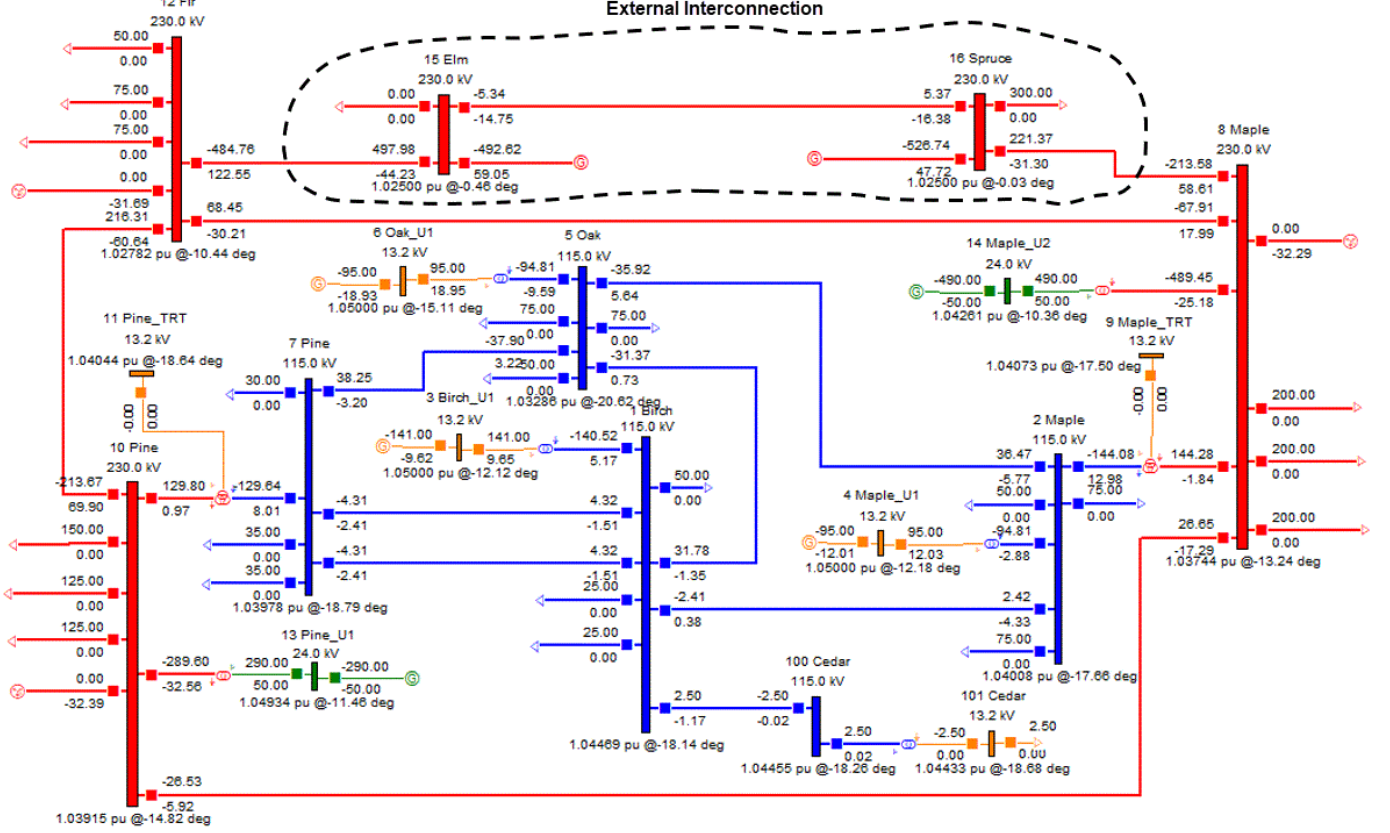 External Interconnection
12 Fir
230.0 kV
50.00
0.00
75.00
0.00
75.00
0.00
-484.76
122.55
0.00
-31.69
216.31
-60.64
68.45
-30.21
1.02782 pu @-10.44 deg
15 Elm
230.0 kV
0.00
0.00
-5.34
-14.75
497.98
-44.23
-492.62
59.05
1.02500 pu @-0.46 deg
16 Spruce
230.0 kV
5.37
-16.38
300.00
0.00
-526.74
47.72
221.37
-31.30
1.02500 pu @-0.03 deg
8 Maple
230.0 kV
-213.58
58.61
-67.91
17.99
0.00
-32.29
-489.45
-25.18
200.00
0.00
144.28
-1.84
200.00
0.00
200.00
0.00
26.65
-17.29
1.03744 pu @-13.24 deg
6 Oak_U1
13.2 kV
-95.00
-18.93
95.00
18.95
1.05000 pu @-15.11 deg
5 Oak
115.0 kV
-94.81
-9.59
-35.92
5.64
75.00
0.00
75.00
0.00
-37.90
3.22
-31.37
0.73
50.00
0.00
1.03286 pu @-20.62 deg
14 Maple_U2
24.0 kV
-490.00
-50.00
490.00
50.00
1.04261 pu @-10.36 deg
9 Maple_TRT
13.2 kV
1.04073 pu @-17.50 deg
-0.00
0.00
11 Pine_TRT
13.2 kV
1.04044 pu @-18.64 deg
-0.00
0.00
7 Pine
115.0 kV
30.00
0.00
38.25
-3.20
-129.64
8.01
-4.31
-2.41
35.00
0.00
-4.31
-2.41
35.00
0.00
1.03978 pu @-18.79 deg
3 Birch_U1
13.2 kV
-141.00
-9.62
141.00
9.65
1.05000 pu @-12.12 deg
1 Birch
115.0 kV
-140.52
5.17
50.00
0.00
4.32
-1.51
4.32
-1.51
31.78
-1.35
25.00
0.00
-2.41
0.38
25.00
0.00
2.50
-1.17
1.04469 pu @-18.14 deg
2 Maple
115.0 kV
36.47
-5.77
-144.08
12.98
50.00
0.00
75.00
0.00
-94.81
-2.88
2.42
-4.33
75.00
0.00
1.04008 pu @-17.66 deg
4 Maple_U1
13.2 kV
-95.00
-12.01
95.00
12.03
1.05000 pu @-12.18 deg
10 Pine
230.0 kV
-213.67
69.90
129.80
0.97
150.00
0.00
125.00
0.00
125.00
0.00
-289.60
-32.56
0.00
-32.39
-26.53
-5.92
1.03915 pu @-14.82 deg
13 Pine_U1
24.0 kV
290.00
50.00
-290.00
-50.00
1.04934 pu @-11.46 deg
100 Cedar
115.0 kV
-2.50
-0.02
2.50
0.02
1.04455 pu @-18.26 deg
101 Cedar
13.2 kV
-2.50
0.00
2.50
0.00
1.04433 pu @-18.68 deg